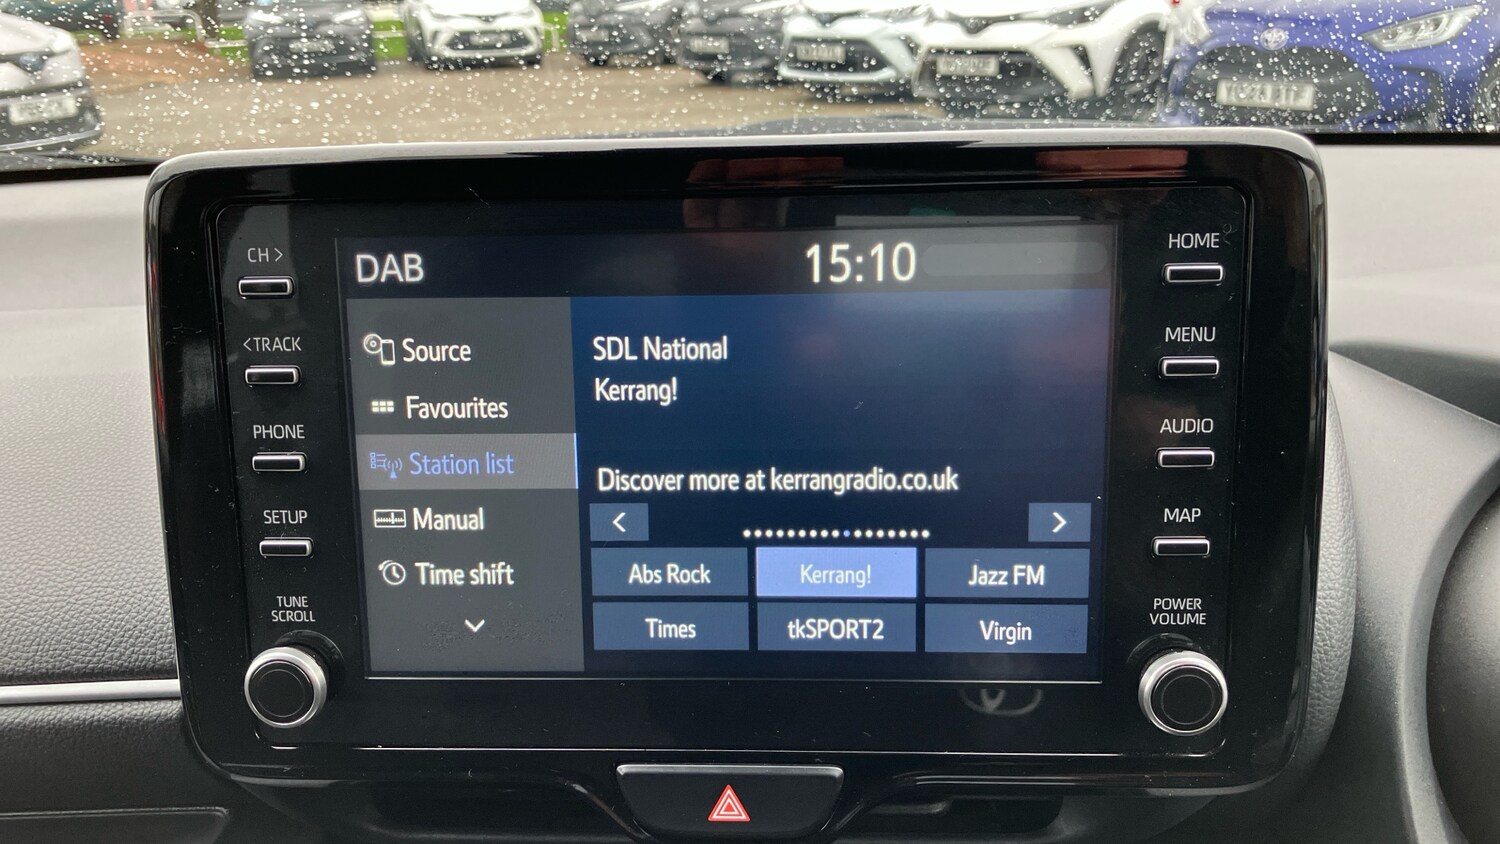 CH >
<TRACK
PHONE
SETUP
TUNE
SCROLL
DAB
15:10
Source
Favourites
Station list
Manual
Time shift
SDL National
Kerrang!
Discover more at kerrangradio.co.uk
<
>
Abs Rock
Kerrang!
Jazz FM
Times
tkSPORT2
Virgin
HOME
MENU
AUDIO
MAP
POWER
VOLUME